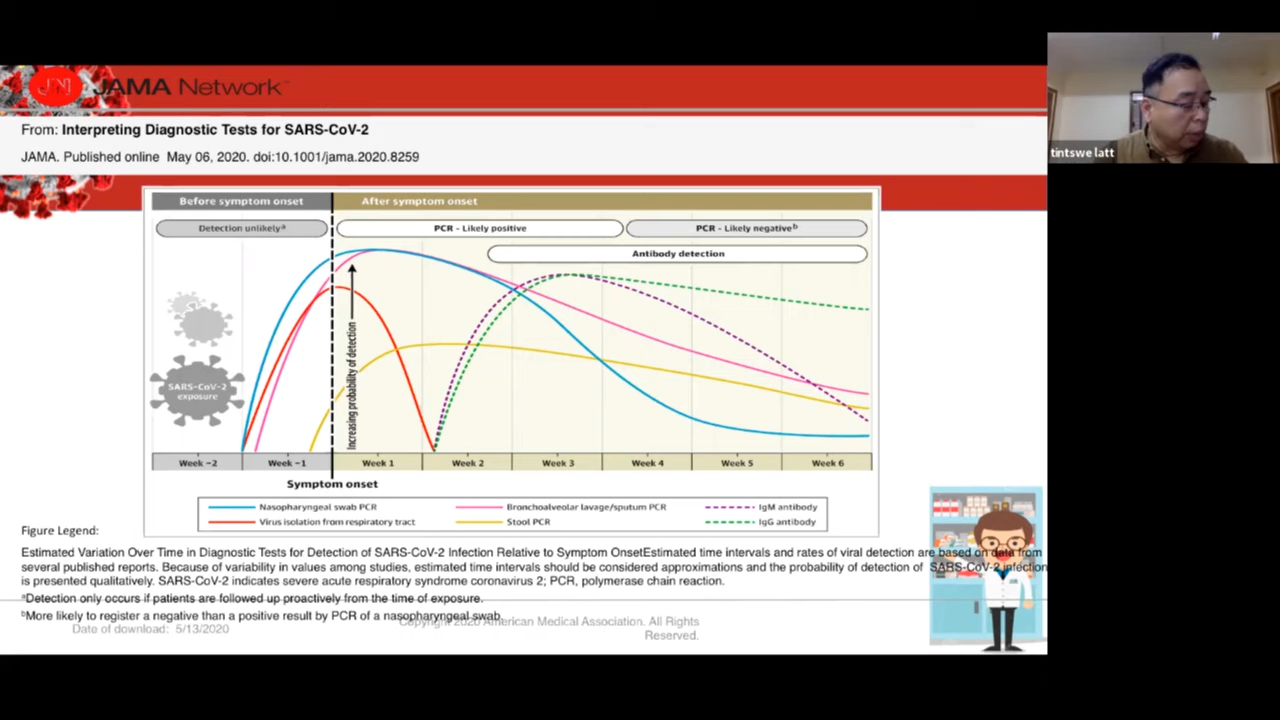 JAMA Network™
From: Interpreting Diagnostic Tests for SARS-CoV-2
JAMA. Published online May 06, 2020. doi:10.1001/jama.2020.8259
tintswe latt
Before symptom onset
After symptom onset
Detection unlikelyᵃ
PCR - Likely positive
PCR - Likely negativeᵇ
Antibody detection
Increasing probability of detection
SARS-CoV-2
exposure
Week −2
Week −1
Week 1
Week 2
Week 3
Week 4
Week 5
Week 6
Symptom onset
Nasopharyngeal swab PCR
Bronchoalveolar lavage/sputum PCR
IgM antibody
Virus isolation from respiratory tract
Stool PCR
IgG antibody
Figure Legend:
Estimated Variation Over Time in Diagnostic Tests for Detection of SARS-CoV-2 Infection Relative to Symptom OnsetEstimated time intervals and rates of viral detection are based on data from
several published reports. Because of variability in values among studies, estimated time intervals should be considered approximations and the probability of detection of SARS-CoV-2 infection
is presented qualitatively. SARS-CoV-2 indicates severe acute respiratory syndrome coronavirus 2; PCR, polymerase chain reaction.
ᵃDetection only occurs if patients are followed up proactively from the time of exposure.
ᵇMore likely to register a negative than a positive result by PCR of a nasopharyngeal swab.
Date of download: 5/13/2020
Copyright 2020 American Medical Association. All Rights
Reserved.